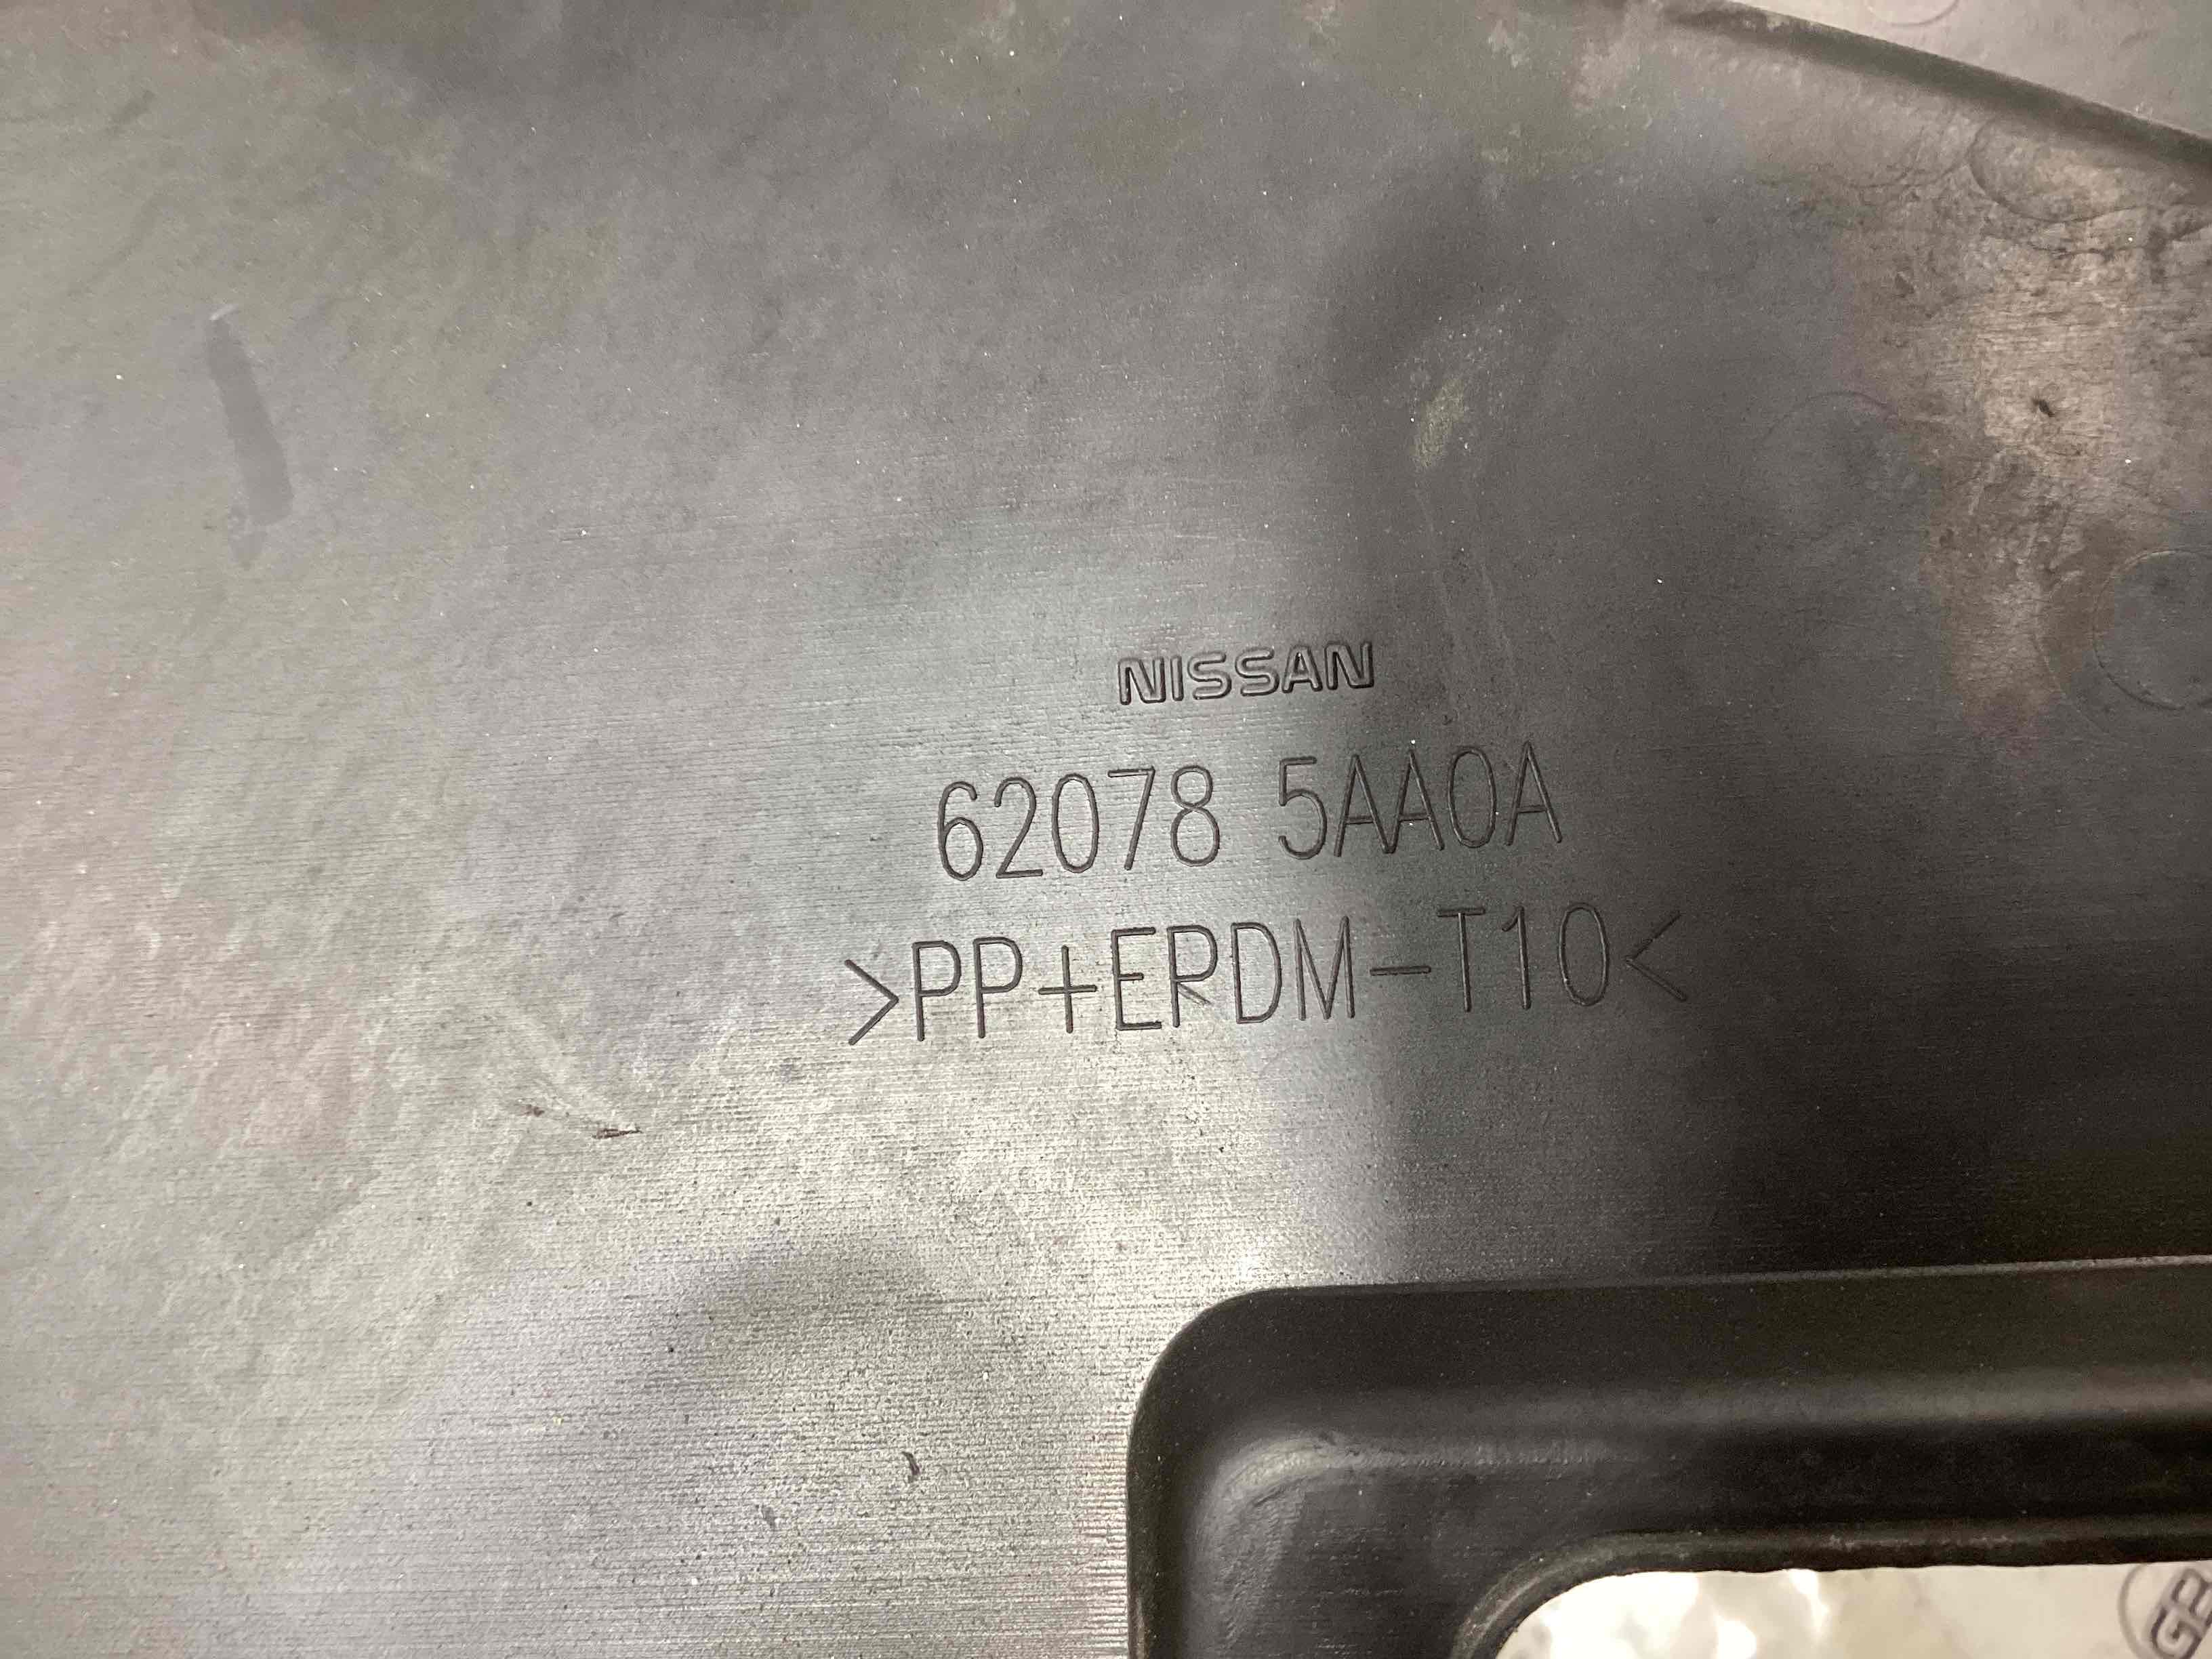 NISSAN
62078 5AA0A
>PP+EPDM-T10<